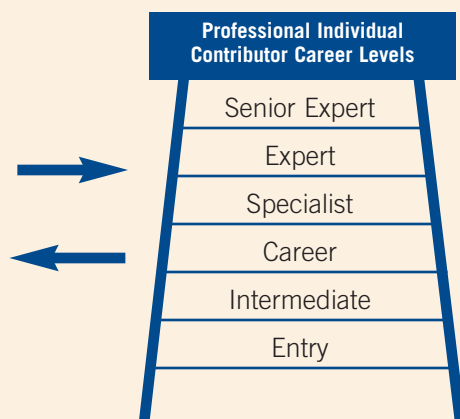 Professional Individual
Contributor Career Levels
Senior Expert
Expert
Specialist
Career
Intermediate
Entry